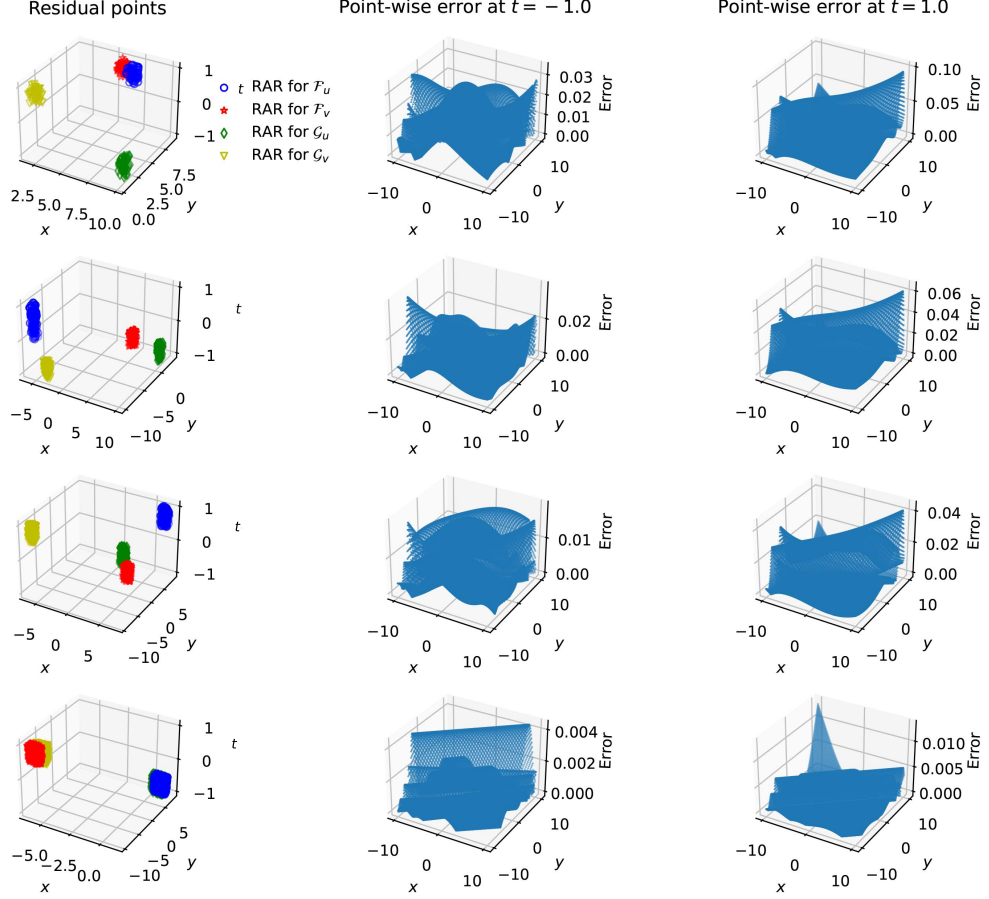 Residual points
Point-wise error at t = −1.0
Point-wise error at t = 1.0
1
0
−1
t
RAR for F_u
RAR for F_v
RAR for G_u
RAR for G_v
2.5
5.0
7.5
10.0
x
0.0
2.5
5.0
7.5
y
0.03
0.02
0.01
0.00
Error
−10
0
10
x
−10
0
10
y
0.10
0.05
0.00
Error
−10
0
10
x
−10
0
10
y
1
0
−1
t
−5
0
5
10
x
−10
−5
0
y
0.02
0.00
Error
−10
0
10
x
−10
0
10
y
0.06
0.04
0.02
0.00
Error
−10
0
10
x
−10
0
10
y
1
0
−1
t
−5
0
5
x
−10
−5
0
5
y
0.01
0.00
Error
−10
0
10
x
−10
0
10
y
0.04
0.02
0.00
Error
−10
0
10
x
−10
0
10
y
1
0
−1
t
−5.0
−2.5
0.0
x
−10
−5
0
5
y
0.004
0.002
0.000
Error
−10
0
10
x
−10
0
10
y
0.010
0.005
0.000
Error
−10
0
10
x
−10
0
10
y